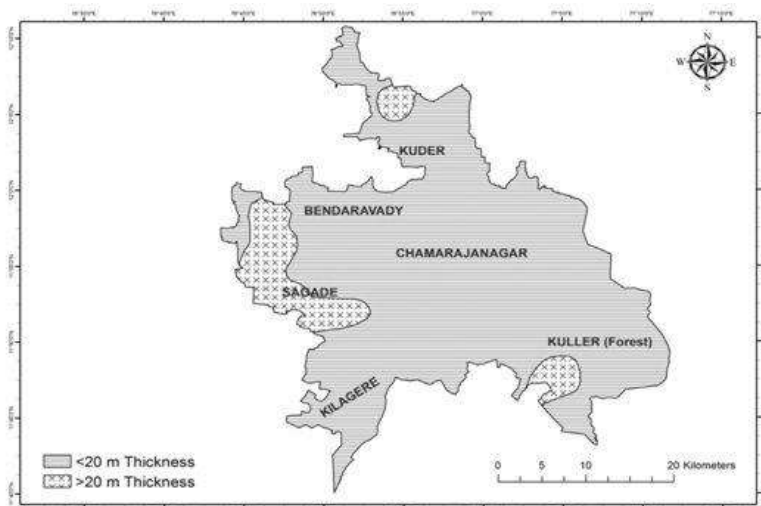 N
W E
S
KUDER
BENDARAVADY
CHAMARAJANAGAR
SAGADE
KULLER (Forest)
KILAGERE
<20 m Thickness
>20 m Thickness
0 5 10 20 Kilometers